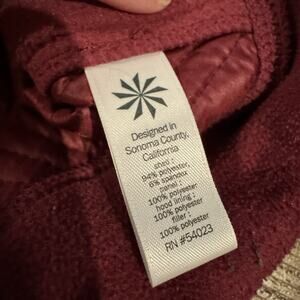 Designed in
Sonoma County,
California
shell :
94% polyester,
6% spandex
panel :
100% polyester
hood lining :
100% polyester
filler :
100% polyester
RN #54023